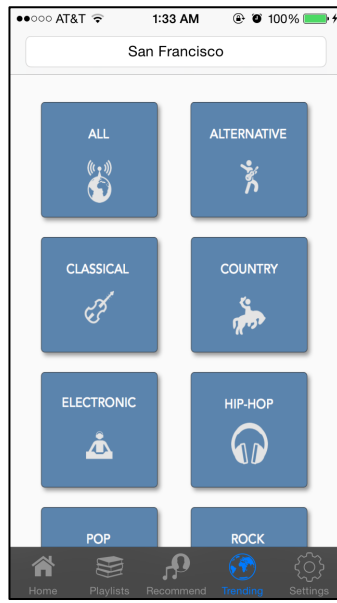 AT&T 1:33 AM 100%
San Francisco
ALL ALTERNATIVE
CLASSICAL COUNTRY
ELECTRONIC HIP-HOP
POP ROCK
Home Playlists Recommend Trending Settings